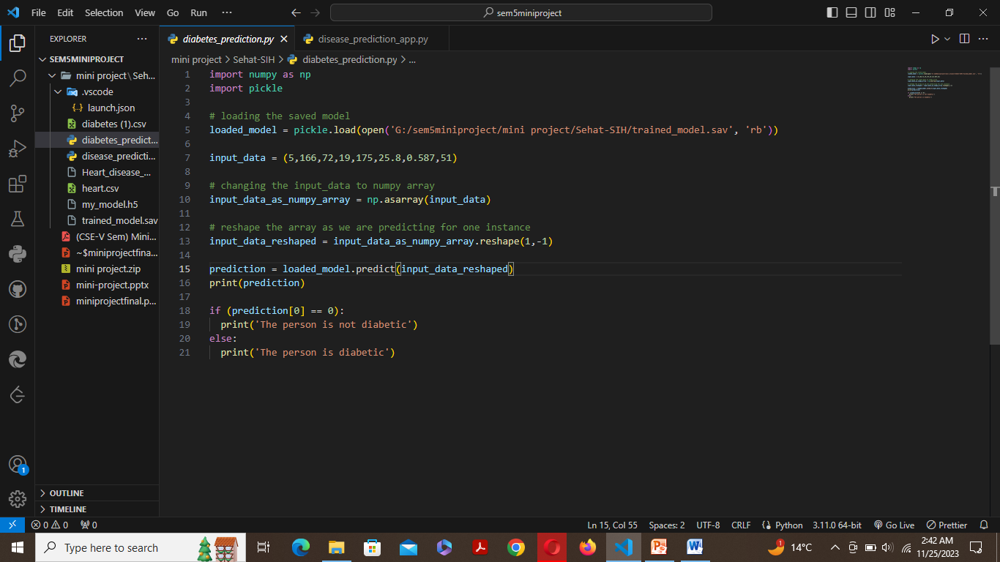 File Edit Selection View Go Run ...
sem5miniproject
EXPLORER ...
SEM5MINIPROJECT
mini project \ Seh...
.vscode
{..} launch.json
diabetes (1).csv
diabetes_predict...
disease_predicti...
Heart_disease_...
heart.csv
my_model.h5
trained_model.sav
(CSE-V Sem) Mini...
~$miniprojectfina...
mini project.zip
mini-project.pptx
miniprojectfinal.p...
OUTLINE
TIMELINE
diabetes_prediction.py
disease_prediction_app.py
mini project > Sehat-SIH > diabetes_prediction.py > ...
1 import numpy as np
2 import pickle
3
4 # loading the saved model
5 loaded_model = pickle.load(open('G:/sem5miniproject/mini project/Sehat-SIH/trained_model.sav', 'rb'))
6
7 input_data = (5,166,72,19,175,25.8,0.587,51)
8
9 # changing the input_data to numpy array
10 input_data_as_numpy_array = np.asarray(input_data)
11
12 # reshape the array as we are predicting for one instance
13 input_data_reshaped = input_data_as_numpy_array.reshape(1,-1)
14
15 prediction = loaded_model.predict(input_data_reshaped)
16 print(prediction)
17
18 if (prediction[0] == 0):
19 print('The person is not diabetic')
20 else:
21 print('The person is diabetic')
1
0 0 0
Ln 15, Col 55 Spaces: 2 UTF-8 CRLF Python 3.11.0 64-bit Go Live Prettier
Type here to search
1
14°C
2:42 AM
11/25/2023